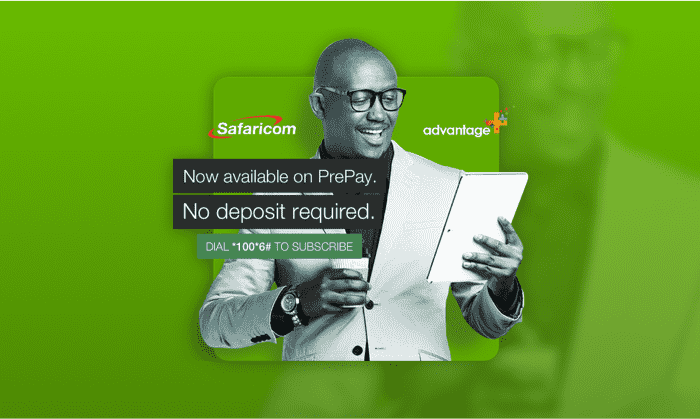 Safaricom
advantage
Now available on PrePay.
No deposit required.
DIAL *100*6# TO SUBSCRIBE